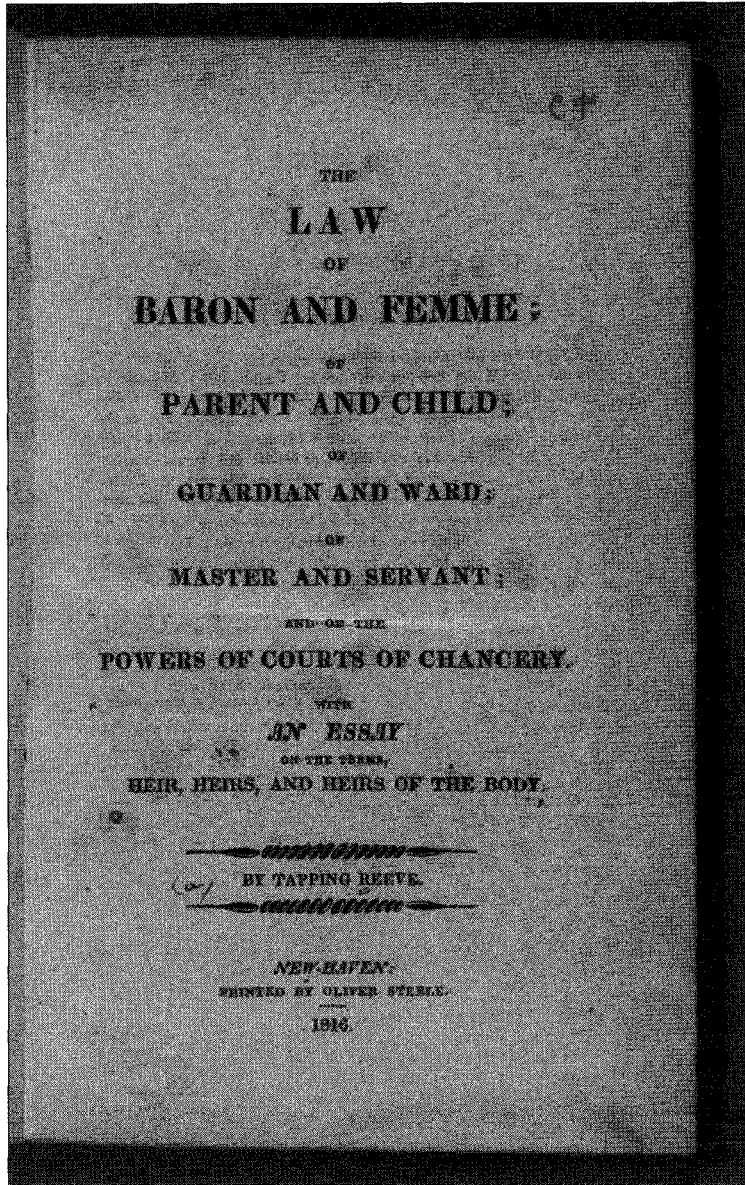 THE
LAW
OF
BARON AND FEMME;
OF
PARENT AND CHILD;
OF
GUARDIAN AND WARD;
OF
MASTER AND SERVANT;
AND OF THE
POWERS OF COURTS OF CHANCERY.
WITH
AN ESSAY
ON THE TERMS,
HEIR, HEIRS, AND HEIRS OF THE BODY.
BY TAPPING REEVE.
NEW-HAVEN:
PRINTED BY OLIVER STEELE.
1816.